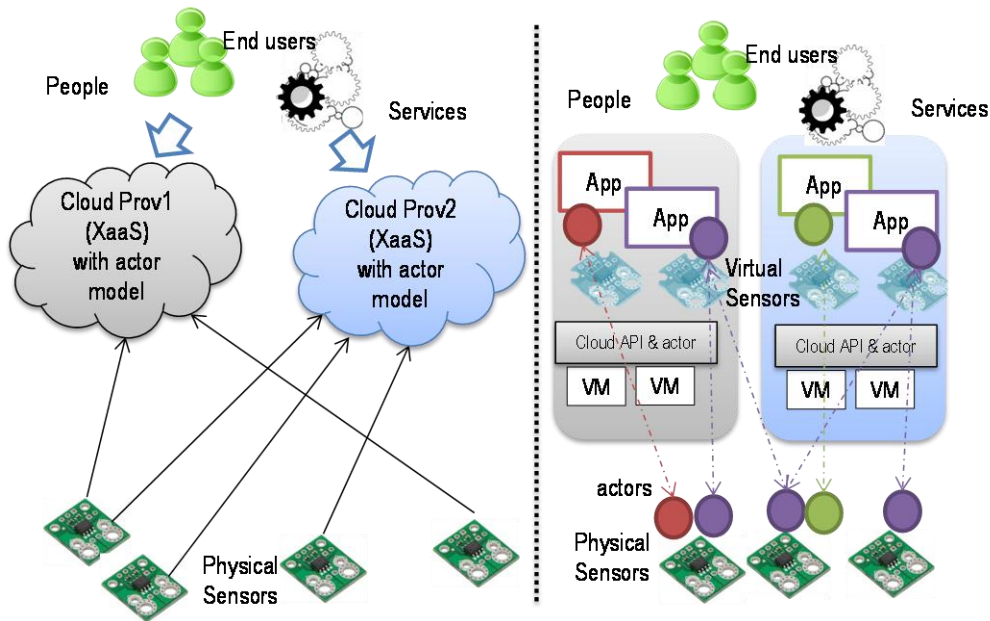 End users
People
Services
Cloud Prov1
(XaaS)
with actor
model
Cloud Prov2
(XaaS)
with actor
model
Physical
Sensors
End users
People
Services
App
App
App
App
Virtual
Sensors
Cloud API & actor
Cloud API & actor
VM
VM
VM
VM
actors
Physical
Sensors